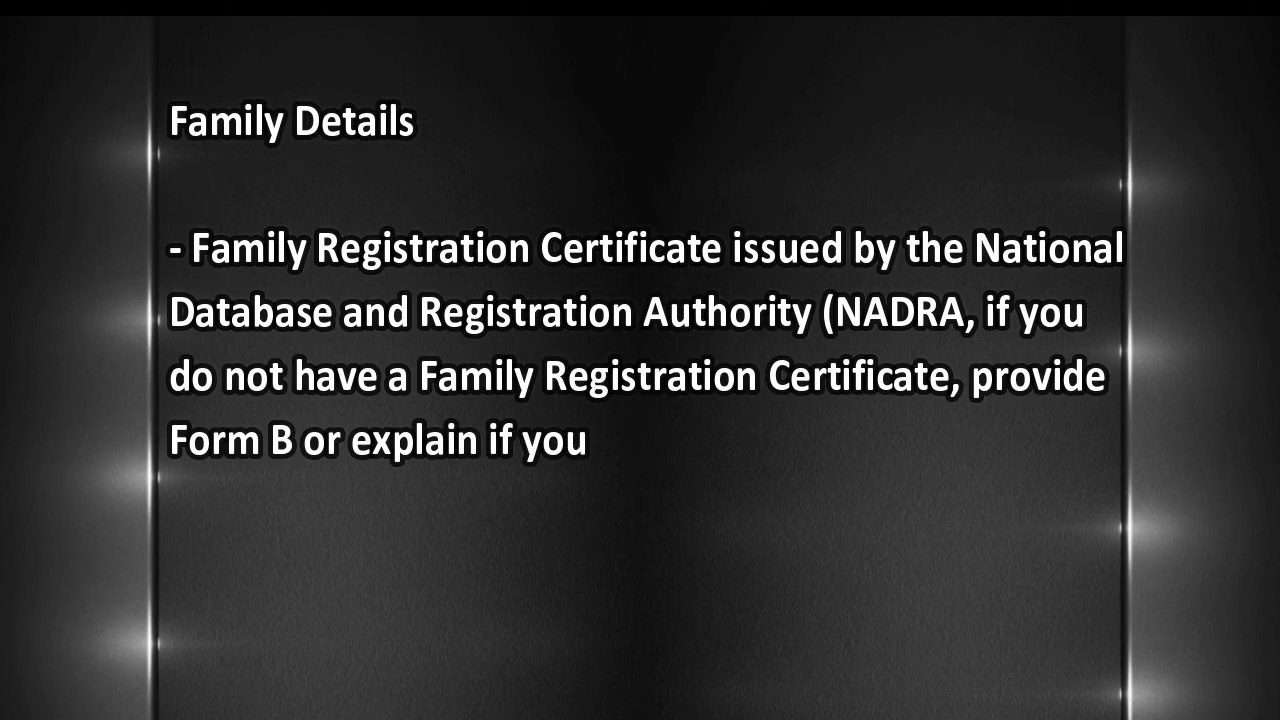 Family Details
- Family Registration Certificate issued by the National
Database and Registration Authority (NADRA, if you
do not have a Family Registration Certificate, provide
Form B or explain if you